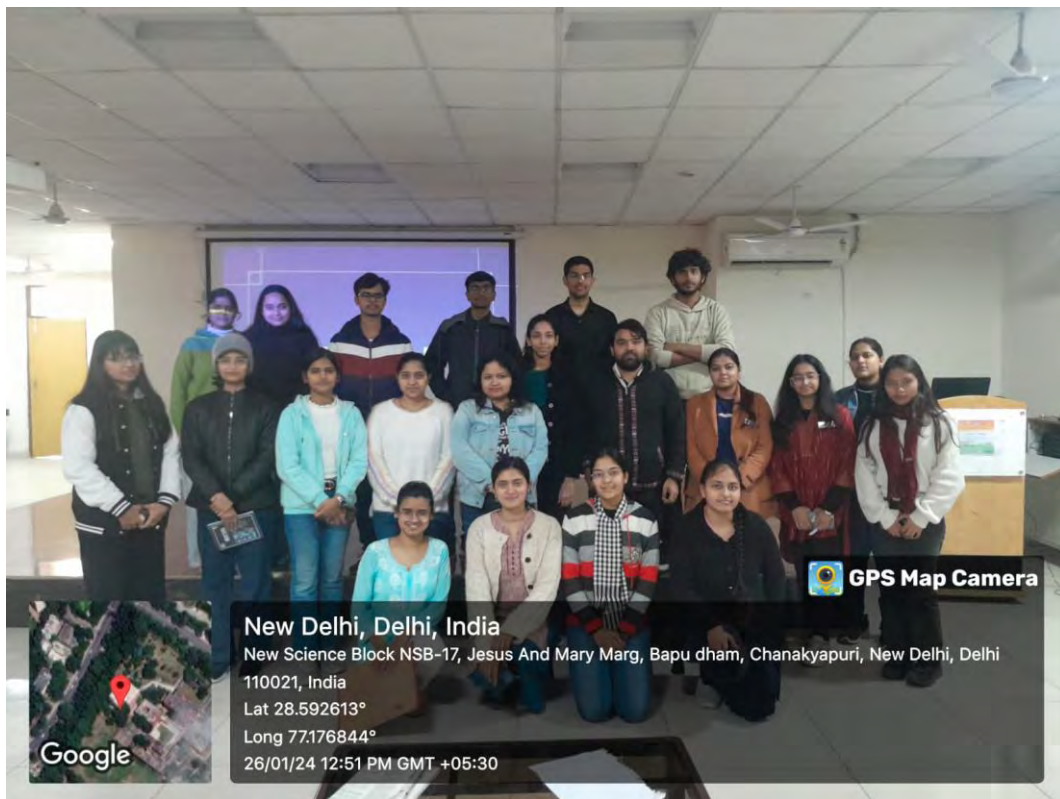 GPS Map Camera
New Delhi, Delhi, India
New Science Block NSB-17, Jesus And Mary Marg, Bapu dham, Chanakyapuri, New Delhi, Delhi
110021, India
Lat 28.592613°
Long 77.176844°
26/01/24 12:51 PM GMT +05:30
Google